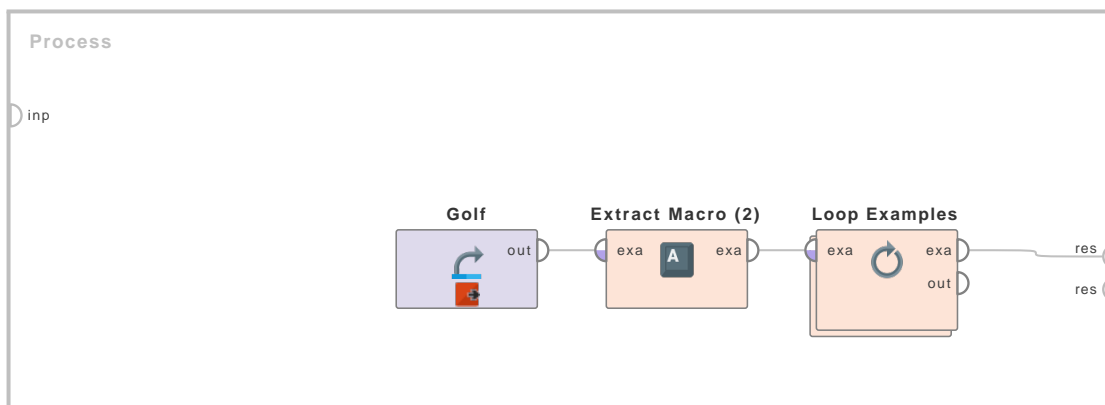 Process
inp
Golf
Extract Macro (2)
Loop Examples
out
exa
A
exa
exa
exa
out
res
res